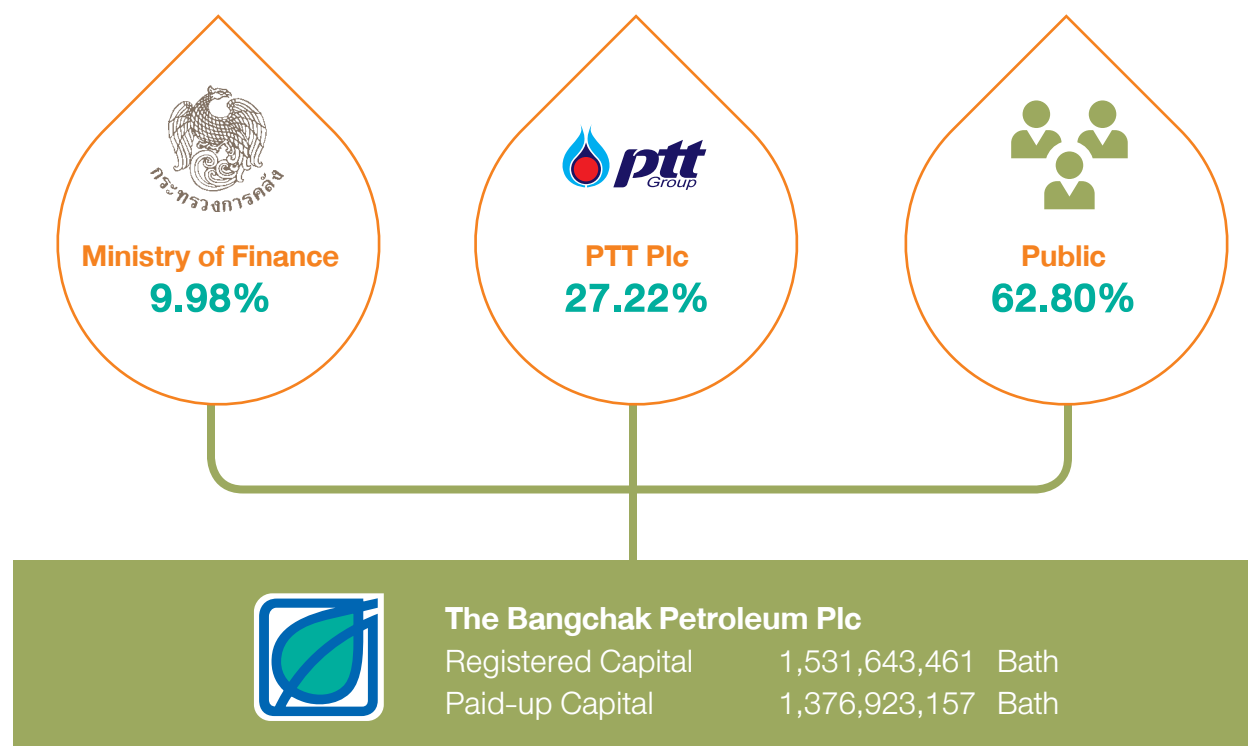 กระทรวงการคลัง
Ministry of Finance
9.98%
ptt
Group
PTT Plc
27.22%
Public
62.80%
The Bangchak Petroleum Plc
Registered Capital 1,531,643,461 Bath
Paid-up Capital 1,376,923,157 Bath